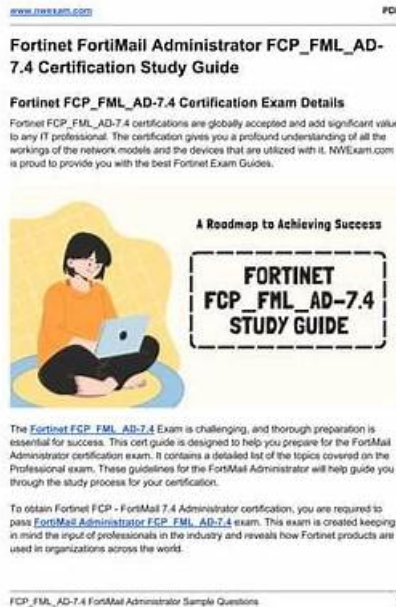 www.nwexam.com
Fortinet FortiMail Administrator FCP_FML_AD-
7.4 Certification Study Guide
Fortinet FCP_FML_AD-7.4 Certification Exam Details
Fortinet FCP_FML_AD-7.4 certifications are globally accepted and add significant value
to any IT professional. The certification gives you a profound understanding of all the
workings of the network models and the devices that are utilized with it. NWExam.com
is proud to provide you with the best Fortinet Exam Guides.
A Roadmap to Achieving Success
FORTINET
FCP_FML_AD-7.4
STUDY GUIDE
The Fortinet FCP_FML_AD-7.4 Exam is challenging, and thorough preparation is
essential for success. This cert guide is designed to help you prepare for the FortiMail
Administrator certification exam. It contains a detailed list of the topics covered on the
Professional exam. These guidelines for the FortiMail Administrator will help guide you
through the study process for your certification.
To obtain Fortinet FCP - FortiMail 7.4 Administrator certification, you are required to
pass FortiMail Administrator FCP_FML_AD-7.4 exam. This exam is created keeping
in mind the input of professionals in the industry and reveals how Fortinet products are
used in organizations across the world.
FCP_FML_AD-7.4 FortiMail Administrator Sample Questions